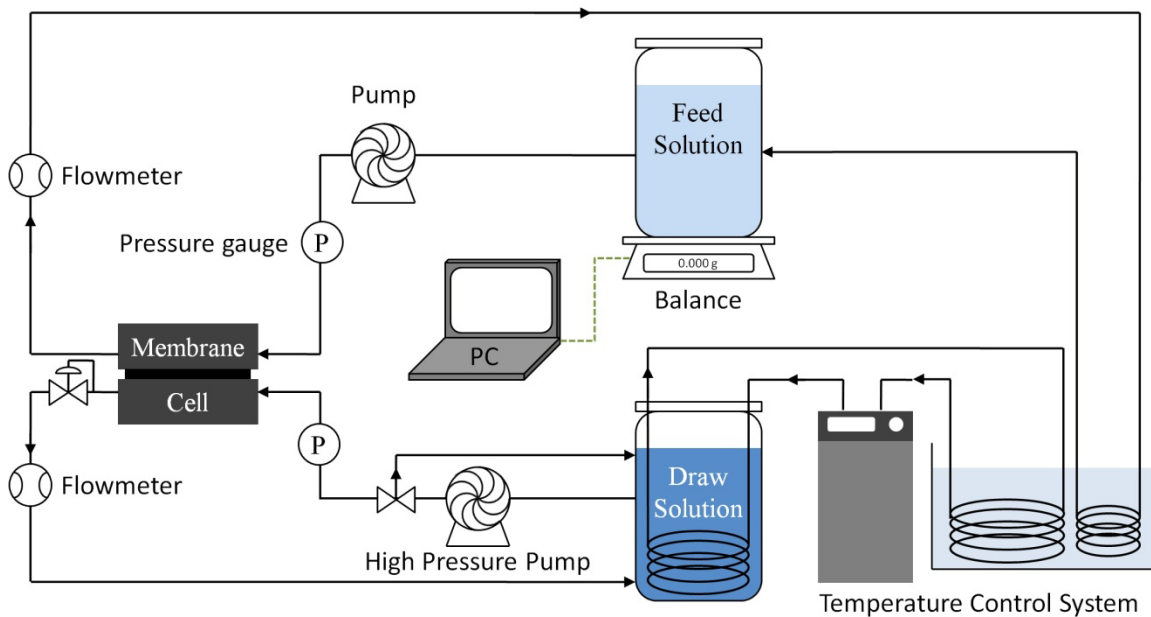 Pump
Feed
Solution
Flowmeter
Pressure gauge
P
0.000 g
Balance
Membrane
PC
Cell
P
Flowmeter
Draw
Solution
High Pressure Pump
Temperature Control System